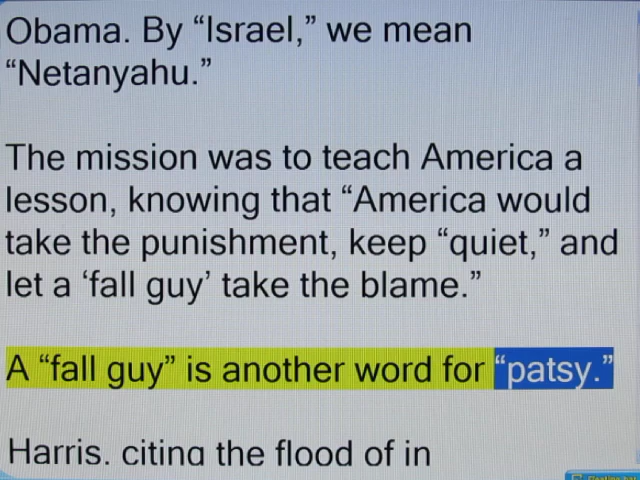 Obama. By “Israel,” we mean
“Netanyahu.”
The mission was to teach America a
lesson, knowing that “America would
take the punishment, keep “quiet,” and
let a ‘fall guy’ take the blame.”
A “fall guy” is another word for “patsy.”
Harris, citing the flood of in